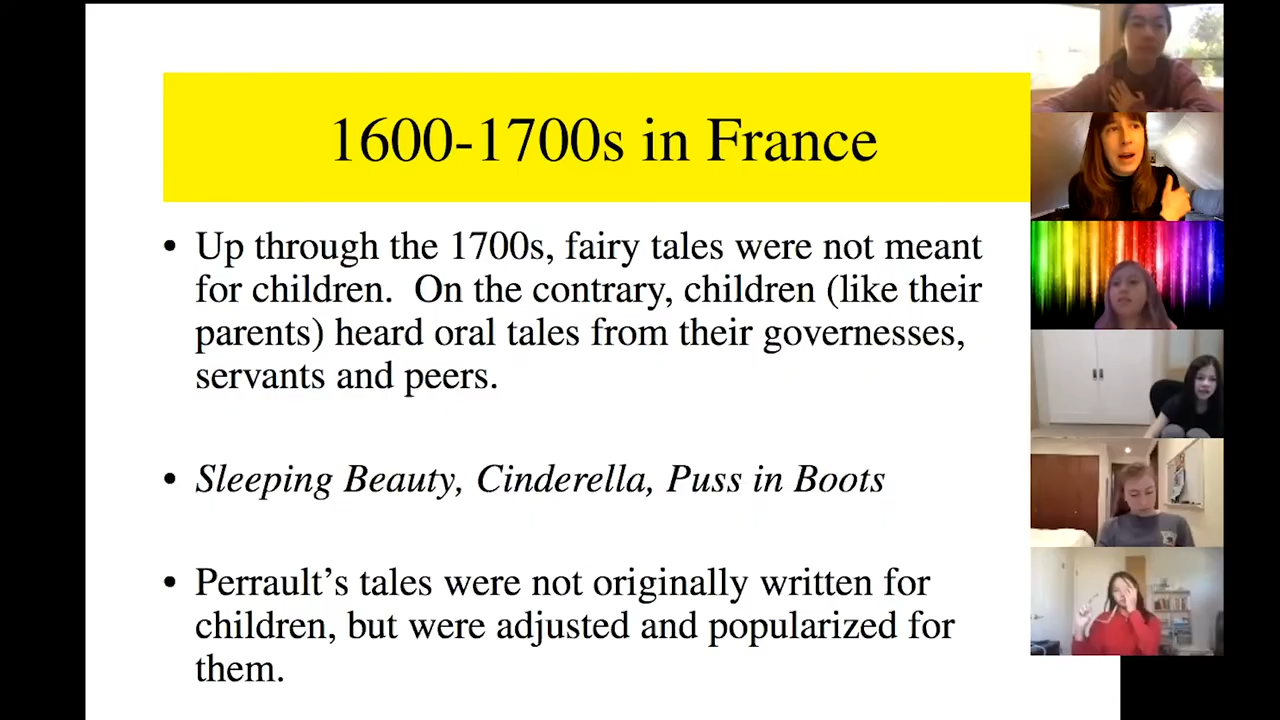 1600-1700s in France
• Up through the 1700s, fairy tales were not meant
for children.  On the contrary, children (like their
parents) heard oral tales from their governesses,
servants and peers.
• Sleeping Beauty, Cinderella, Puss in Boots
• Perrault’s tales were not originally written for
children, but were adjusted and popularized for
them.